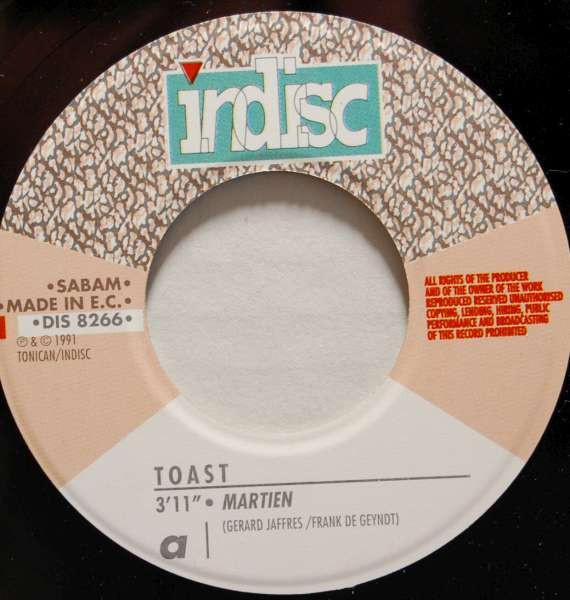 indisc
•SABAM•
•MADE IN E.C.•
•DIS 8266•
℗ & © 1991
TONICAN/INDISC
ALL RIGHTS OF THE PRODUCER
AND OF THE OWNER OF THE WORK
REPRODUCED RESERVED UNAUTHORISED
COPYING, LENDING, HIRING, PUBLIC
PERFORMANCE AND BROADCASTING
OF THIS RECORD PROHIBITED
TOAST
3'11" • MARTIEN
(GERARD JAFFRES /FRANK DE GEYNDT)
a